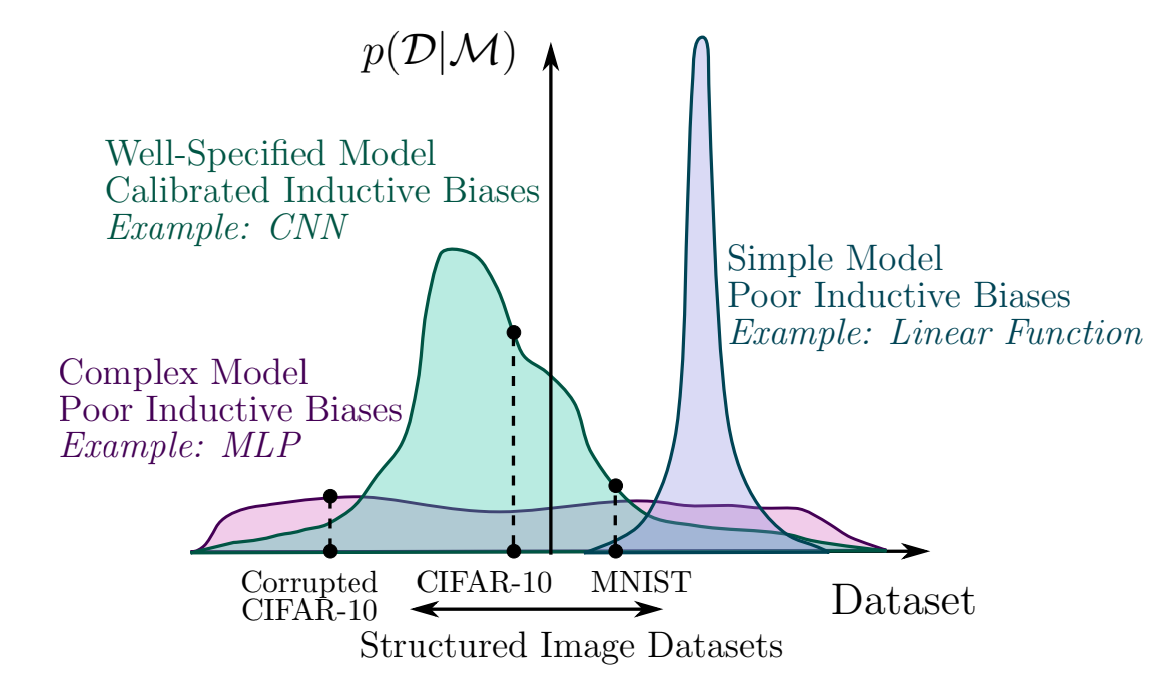 p(𝒟|ℳ)
Well-Specified Model
Calibrated Inductive Biases
Example: CNN
Simple Model
Poor Inductive Biases
Example: Linear Function
Complex Model
Poor Inductive Biases
Example: MLP
Corrupted
CIFAR-10
CIFAR-10
MNIST
Dataset
Structured Image Datasets